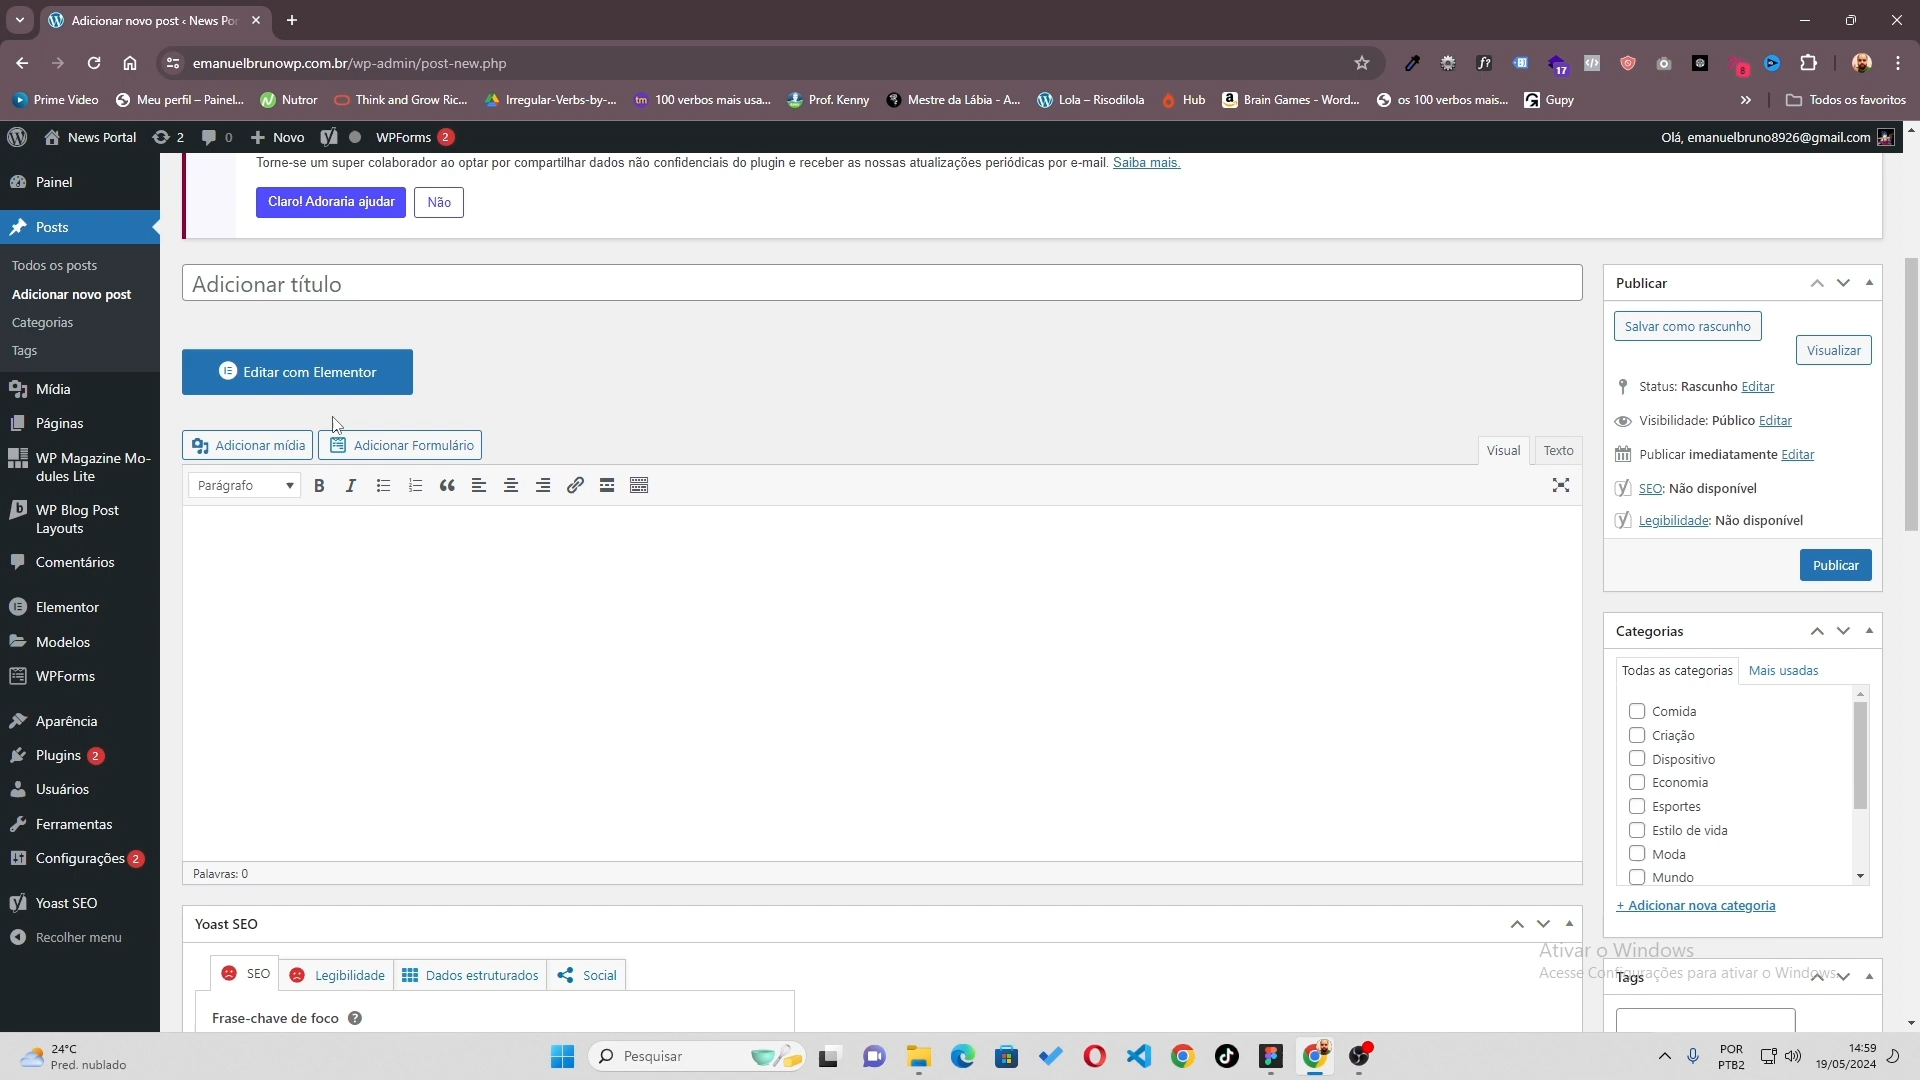 Adicionar novo post ‹ News Po
emanuelbrunowp.com.br/wp-admin/post-new.php
17
8
Prime Video
Meu perfil – Painel...
Nutror
Think and Grow Ric...
Irregular-Verbs-by-...
100 verbos mais usa...
Prof. Kenny
Mestre da Lábia - A...
Lola – Risodilola
Hub
Brain Games - Word...
os 100 verbos mais...
Gupy
Todos os favoritos
News Portal
2
0
Novo
WPForms 2
Olá, emanuelbruno8926@gmail.com
Painel
Posts
Todos os posts
Adicionar novo post
Categorias
Tags
Mídia
Páginas
WP Magazine Mo-
dules Lite
WP Blog Post
Layouts
Comentários
Elementor
Modelos
WPForms
Aparência
Plugins 2
Usuários
Ferramentas
Configurações 2
Yoast SEO
Recolher menu
Torne-se um super colaborador ao optar por compartilhar dados não confidenciais do plugin e receber as nossas atualizações periódicas por e-mail. Saiba mais.
Claro! Adoraria ajudar
Não
Adicionar título
Editar com Elementor
Adicionar mídia
Adicionar Formulário
Visual
Texto
Parágrafo
Palavras: 0
Yoast SEO
SEO
Legibilidade
Dados estruturados
Social
Frase-chave de foco
Publicar
Salvar como rascunho
Visualizar
Status: Rascunho Editar
Visibilidade: Público Editar
Publicar imediatamente Editar
SEO: Não disponível
Legibilidade: Não disponível
Publicar
Categorias
Todas as categorias
Mais usadas
Comida
Criação
Dispositivo
Economia
Esportes
Estilo de vida
Moda
Mundo
+ Adicionar nova categoria
Ativar o Windows
Acesse Configurações para ativar o Windows.
Tags
24°C
Pred. nublado
Pesquisar
POR
PTB2
14:59
19/05/2024